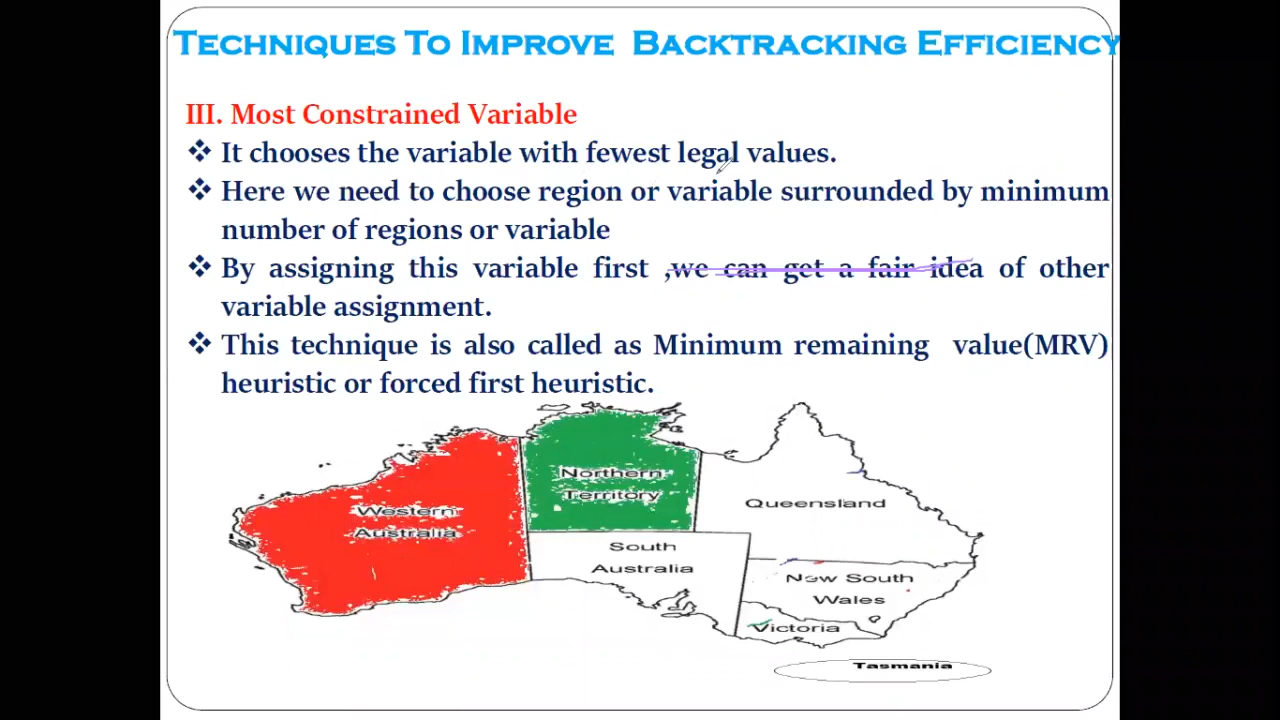 TECHNIQUES TO IMPROVE BACKTRACKING EFFICIENCY
III. Most Constrained Variable
❖ It chooses the variable with fewest legal values.
❖ Here we need to choose region or variable surrounded by minimum
number of regions or variable
❖ By assigning this variable first ,we can get a fair idea of other
variable assignment.
❖ This technique is also called as Minimum remaining value(MRV)
heuristic or forced first heuristic.
Northern
Territory
Queensland
Western
Australia
South
Australia
New South
Wales
Victoria
Tasmania